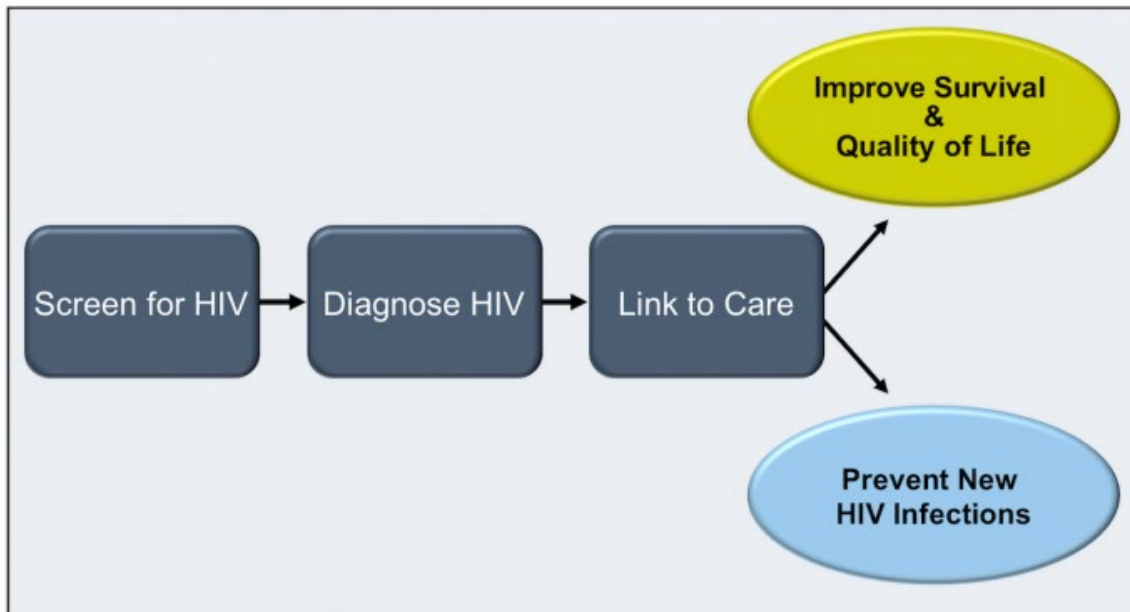 Improve Survival
&
Quality of Life
Screen for HIV
Diagnose HIV
Link to Care
Prevent New
HIV Infections